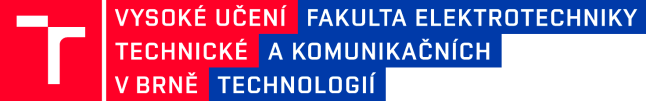 VYSOKÉ UČENÍ FAKULTA ELEKTROTECHNIKY
TECHNICKÉ A KOMUNIKAČNÍCH
V BRNĚ TECHNOLOGIÍ